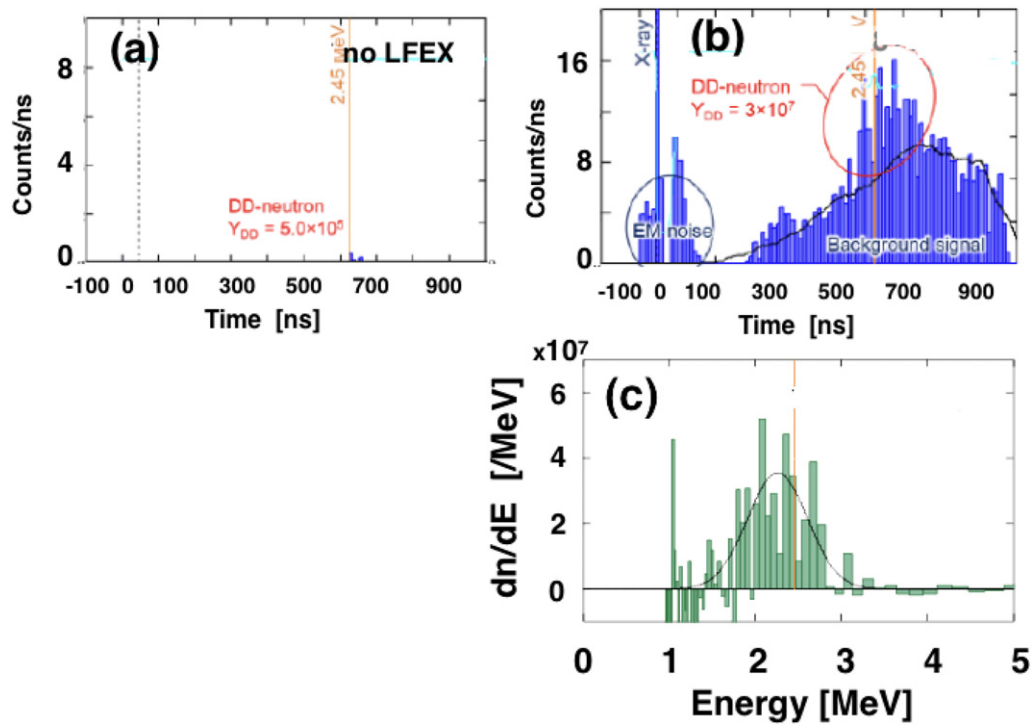 (a)
no LFEX
2.45 MeV
8
4
0
Counts/ns
DD-neutron
Y_DD = 5.0×10⁵
-100 0 100 300 500 700 900
Time [ns]
(b)
X-ray
2.45 V
16
8
0
Counts/ns
DD-neutron
Y_DD = 3×10⁷
EM noise
Background signal
-100 0 100 300 500 700 900
Time [ns]
x10⁷
(c)
6
4
2
0
dn/dE [/MeV]
0 1 2 3 4 5
Energy [MeV]